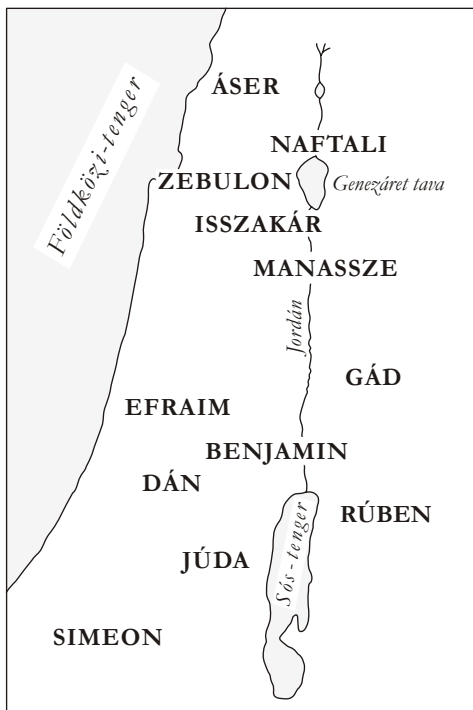 Földközi-tenger
ÁSER
NAFTALI
ZEBULON
Genezáret tava
ISSZAKÁR
MANASSZE
Jordán
GÁD
EFRAIM
BENJAMIN
DÁN
RÚBEN
Sós-tenger
JÚDA
SIMEON